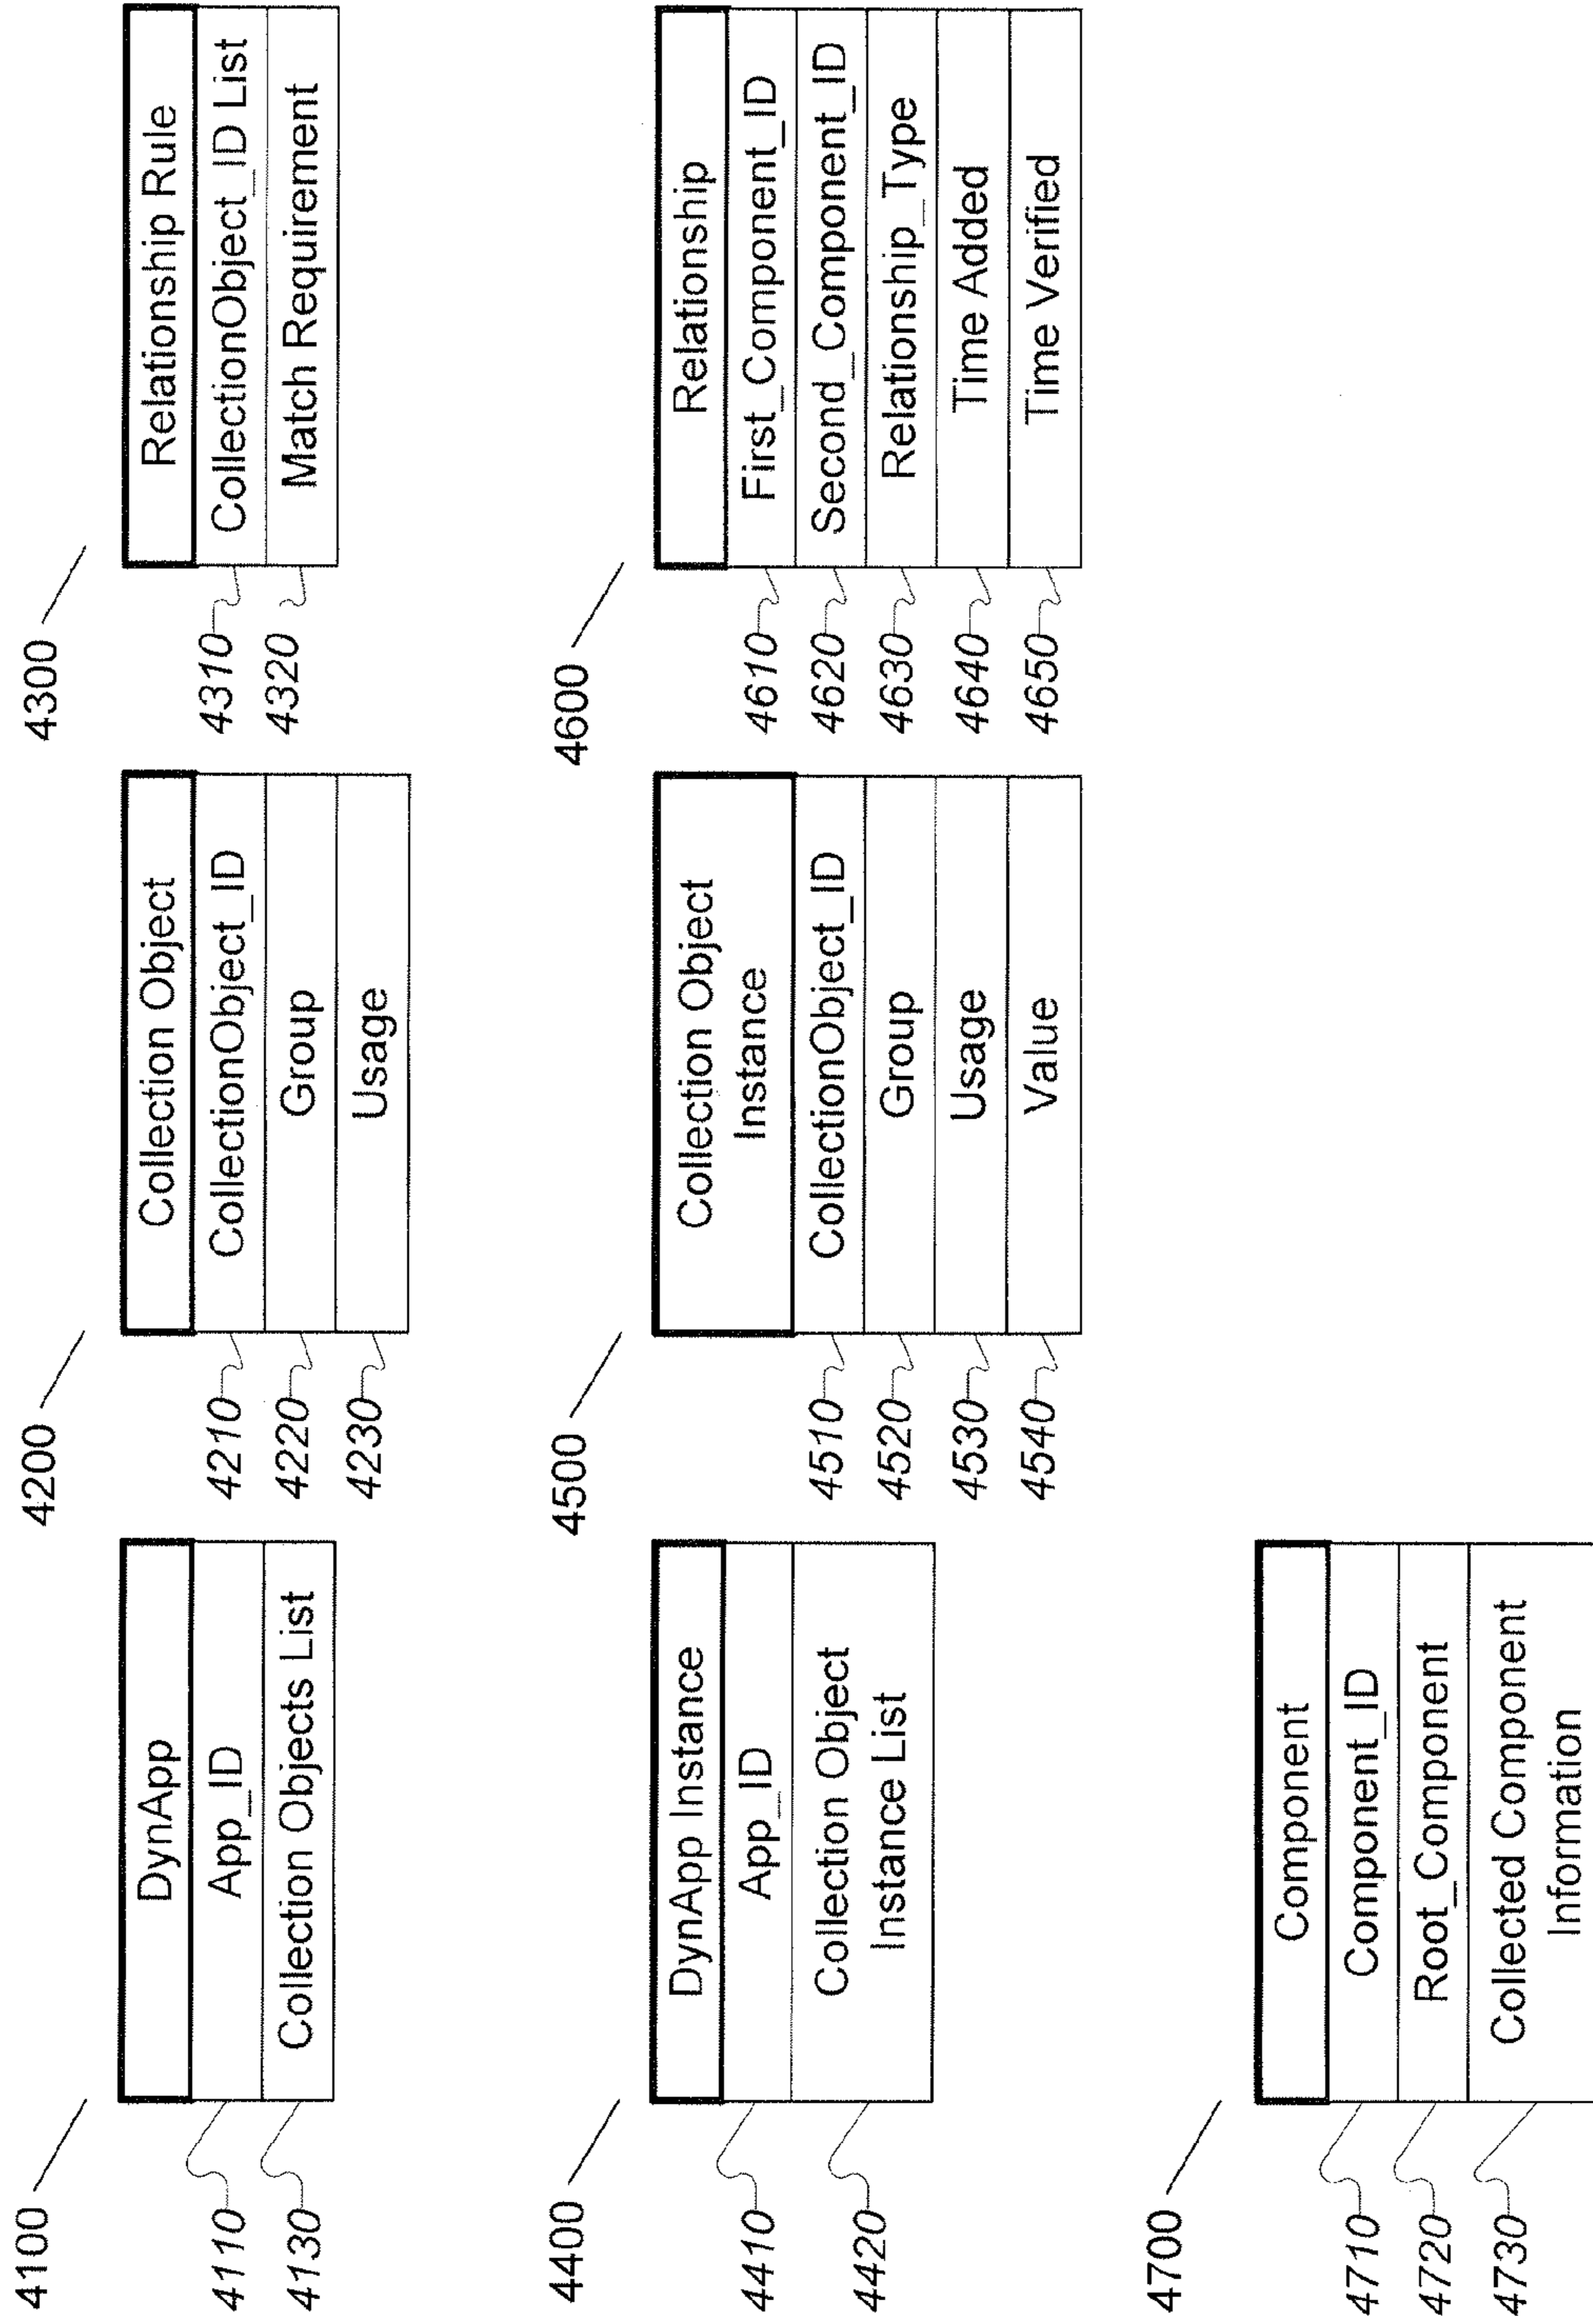 4100
DynApp
4110 App_ID
4130 Collection Objects List
4200
Collection Object
4210 CollectionObject_ID
4220 Group
4230 Usage
4300
Relationship Rule
4310 CollectionObject_ID List
4320 Match Requirement
4400
DynApp Instance
4410 App_ID
4420 Collection Object
Instance List
4500
Collection Object
Instance
4510 CollectionObject_ID
4520 Group
4530 Usage
4540 Value
4600
Relationship
4610 First_Component_ID
4620 Second_Component_ID
4630 Relationship_Type
4640 Time Added
4650 Time Verified
4700
Component
4710 Component_ID
4720 Root_Component
4730 Collected Component
Information